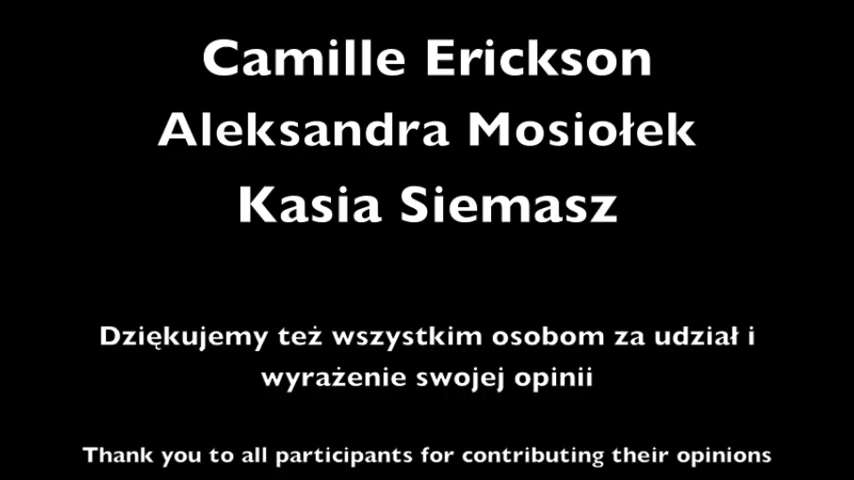 Camille Erickson
Aleksandra Mosiołek
Kasia Siemasz
Dziękujemy też wszystkim osobom za udział i
wyrażenie swojej opinii
Thank you to all participants for contributing their opinions